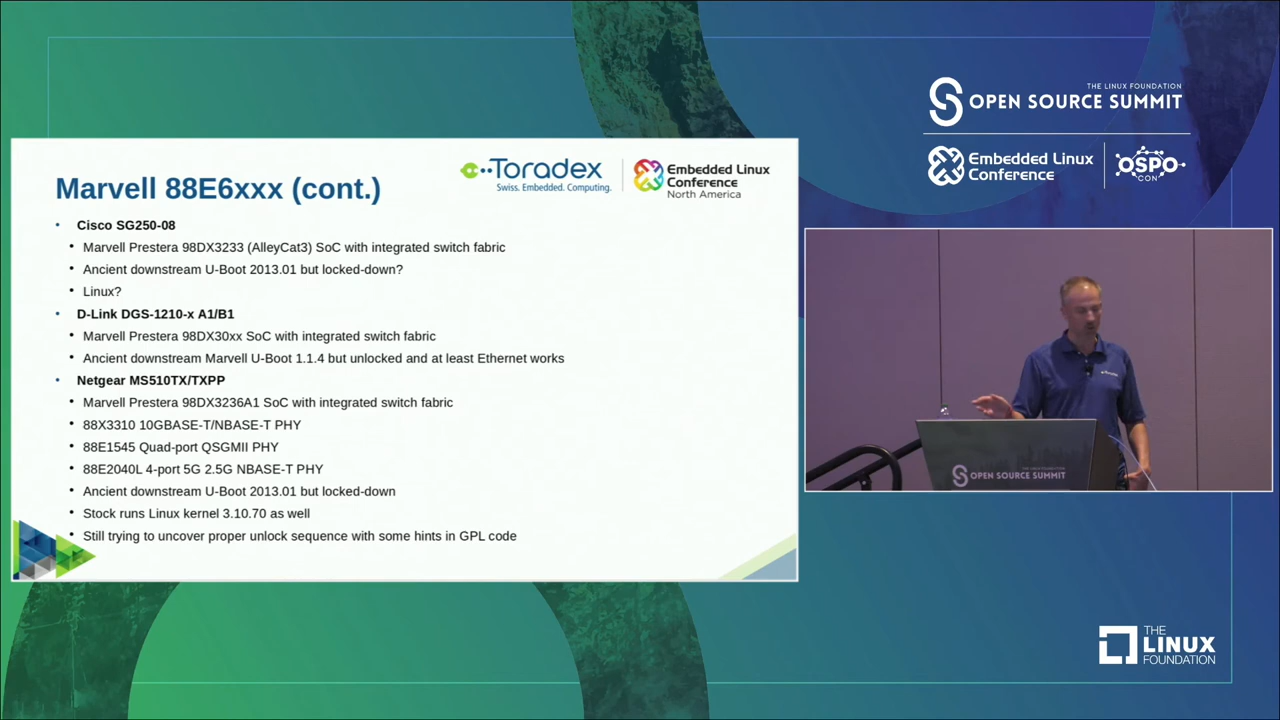 THE LINUX FOUNDATION
OPEN SOURCE SUMMIT
Embedded Linux
Conference
OSPO
CON
Marvell 88E6xxx (cont.)
Toradex
Swiss. Embedded. Computing.
Embedded Linux
Conference
North America
• Cisco SG250-08
• Marvell Prestera 98DX3233 (AlleyCat3) SoC with integrated switch fabric
• Ancient downstream U-Boot 2013.01 but locked-down?
• Linux?
• D-Link DGS-1210-x A1/B1
• Marvell Prestera 98DX30xx SoC with integrated switch fabric
• Ancient downstream Marvell U-Boot 1.1.4 but unlocked and at least Ethernet works
• Netgear MS510TX/TXPP
• Marvell Prestera 98DX3236A1 SoC with integrated switch fabric
• 88X3310 10GBASE-T/NBASE-T PHY
• 88E1545 Quad-port QSGMII PHY
• 88E2040L 4-port 5G 2.5G NBASE-T PHY
• Ancient downstream U-Boot 2013.01 but locked-down
• Stock runs Linux kernel 3.10.70 as well
• Still trying to uncover proper unlock sequence with some hints in GPL code
THE LINUX FOUNDATION
OPEN SOURCE SUMMIT
THE
LINUX
FOUNDATION